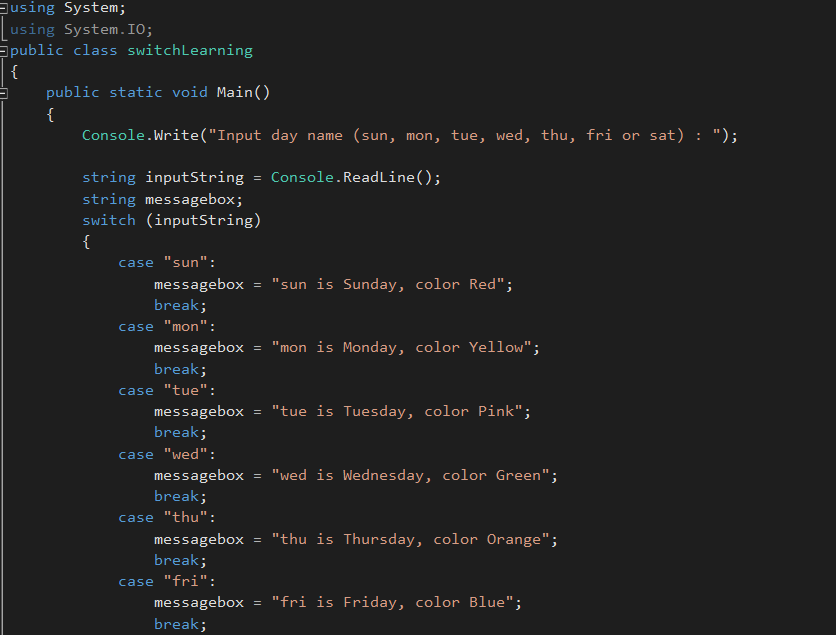 using System;
using System.IO;
public class switchLearning
{
    public static void Main()
    {
        Console.Write("Input day name (sun, mon, tue, wed, thu, fri or sat) : ");
        string inputString = Console.ReadLine();
        string messagebox;
        switch (inputString)
        {
            case "sun":
                messagebox = "sun is Sunday, color Red";
                break;
            case "mon":
                messagebox = "mon is Monday, color Yellow";
                break;
            case "tue":
                messagebox = "tue is Tuesday, color Pink";
                break;
            case "wed":
                messagebox = "wed is Wednesday, color Green";
                break;
            case "thu":
                messagebox = "thu is Thursday, color Orange";
                break;
            case "fri":
                messagebox = "fri is Friday, color Blue";
                break;